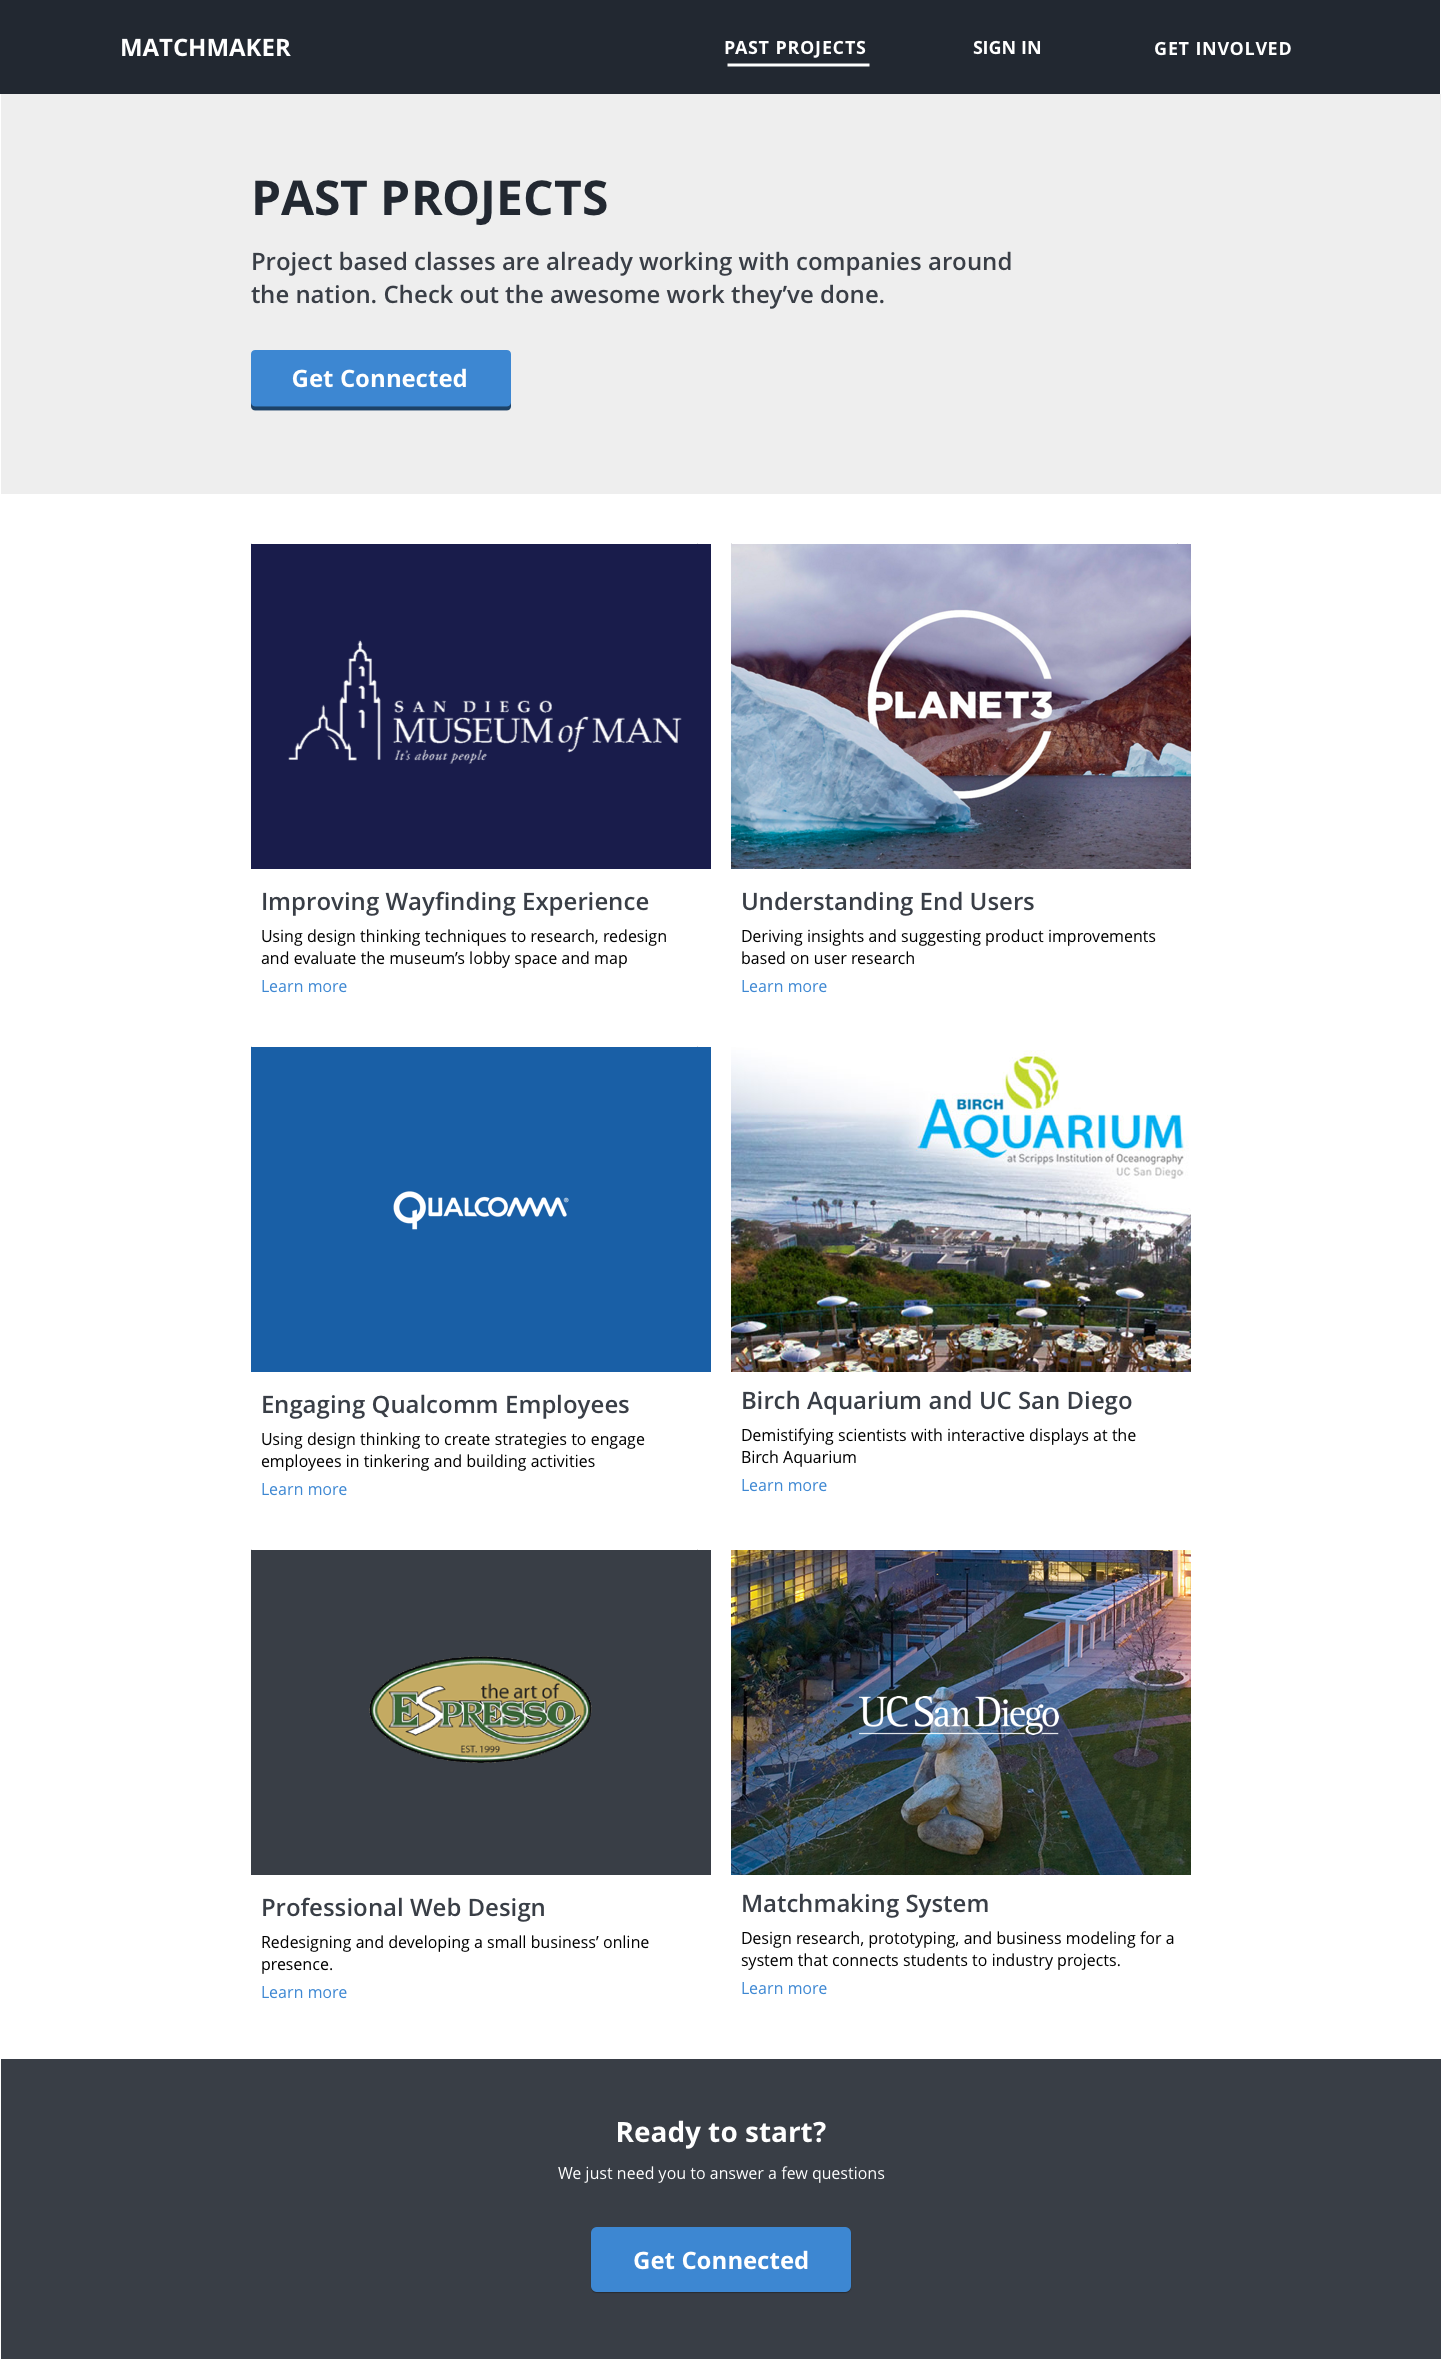 MATCHMAKER
PAST PROJECTS
SIGN IN
GET INVOLVED
PAST PROJECTS
Project based classes are already working with companies around
the nation. Check out the awesome work they’ve done.
Get Connected
SAN DIEGO
MUSEUM of MAN
It's about people
PLANET3
Improving Wayfinding Experience
Using design thinking techniques to research, redesign
and evaluate the museum’s lobby space and map
Learn more
Understanding End Users
Deriving insights and suggesting product improvements
based on user research
Learn more
QUALCOMM®
BIRCH
AQUARIUM
at Scripps Institution of Oceanography
UC San Diego
Engaging Qualcomm Employees
Using design thinking to create strategies to engage
employees in tinkering and building activities
Learn more
Birch Aquarium and UC San Diego
Demistifying scientists with interactive displays at the
Birch Aquarium
Learn more
the art of
ESPRESSO
EST. 1999
UC San Diego
Professional Web Design
Redesigning and developing a small business’ online
presence.
Learn more
Matchmaking System
Design research, prototyping, and business modeling for a
system that connects students to industry projects.
Learn more
Ready to start?
We just need you to answer a few questions
Get Connected